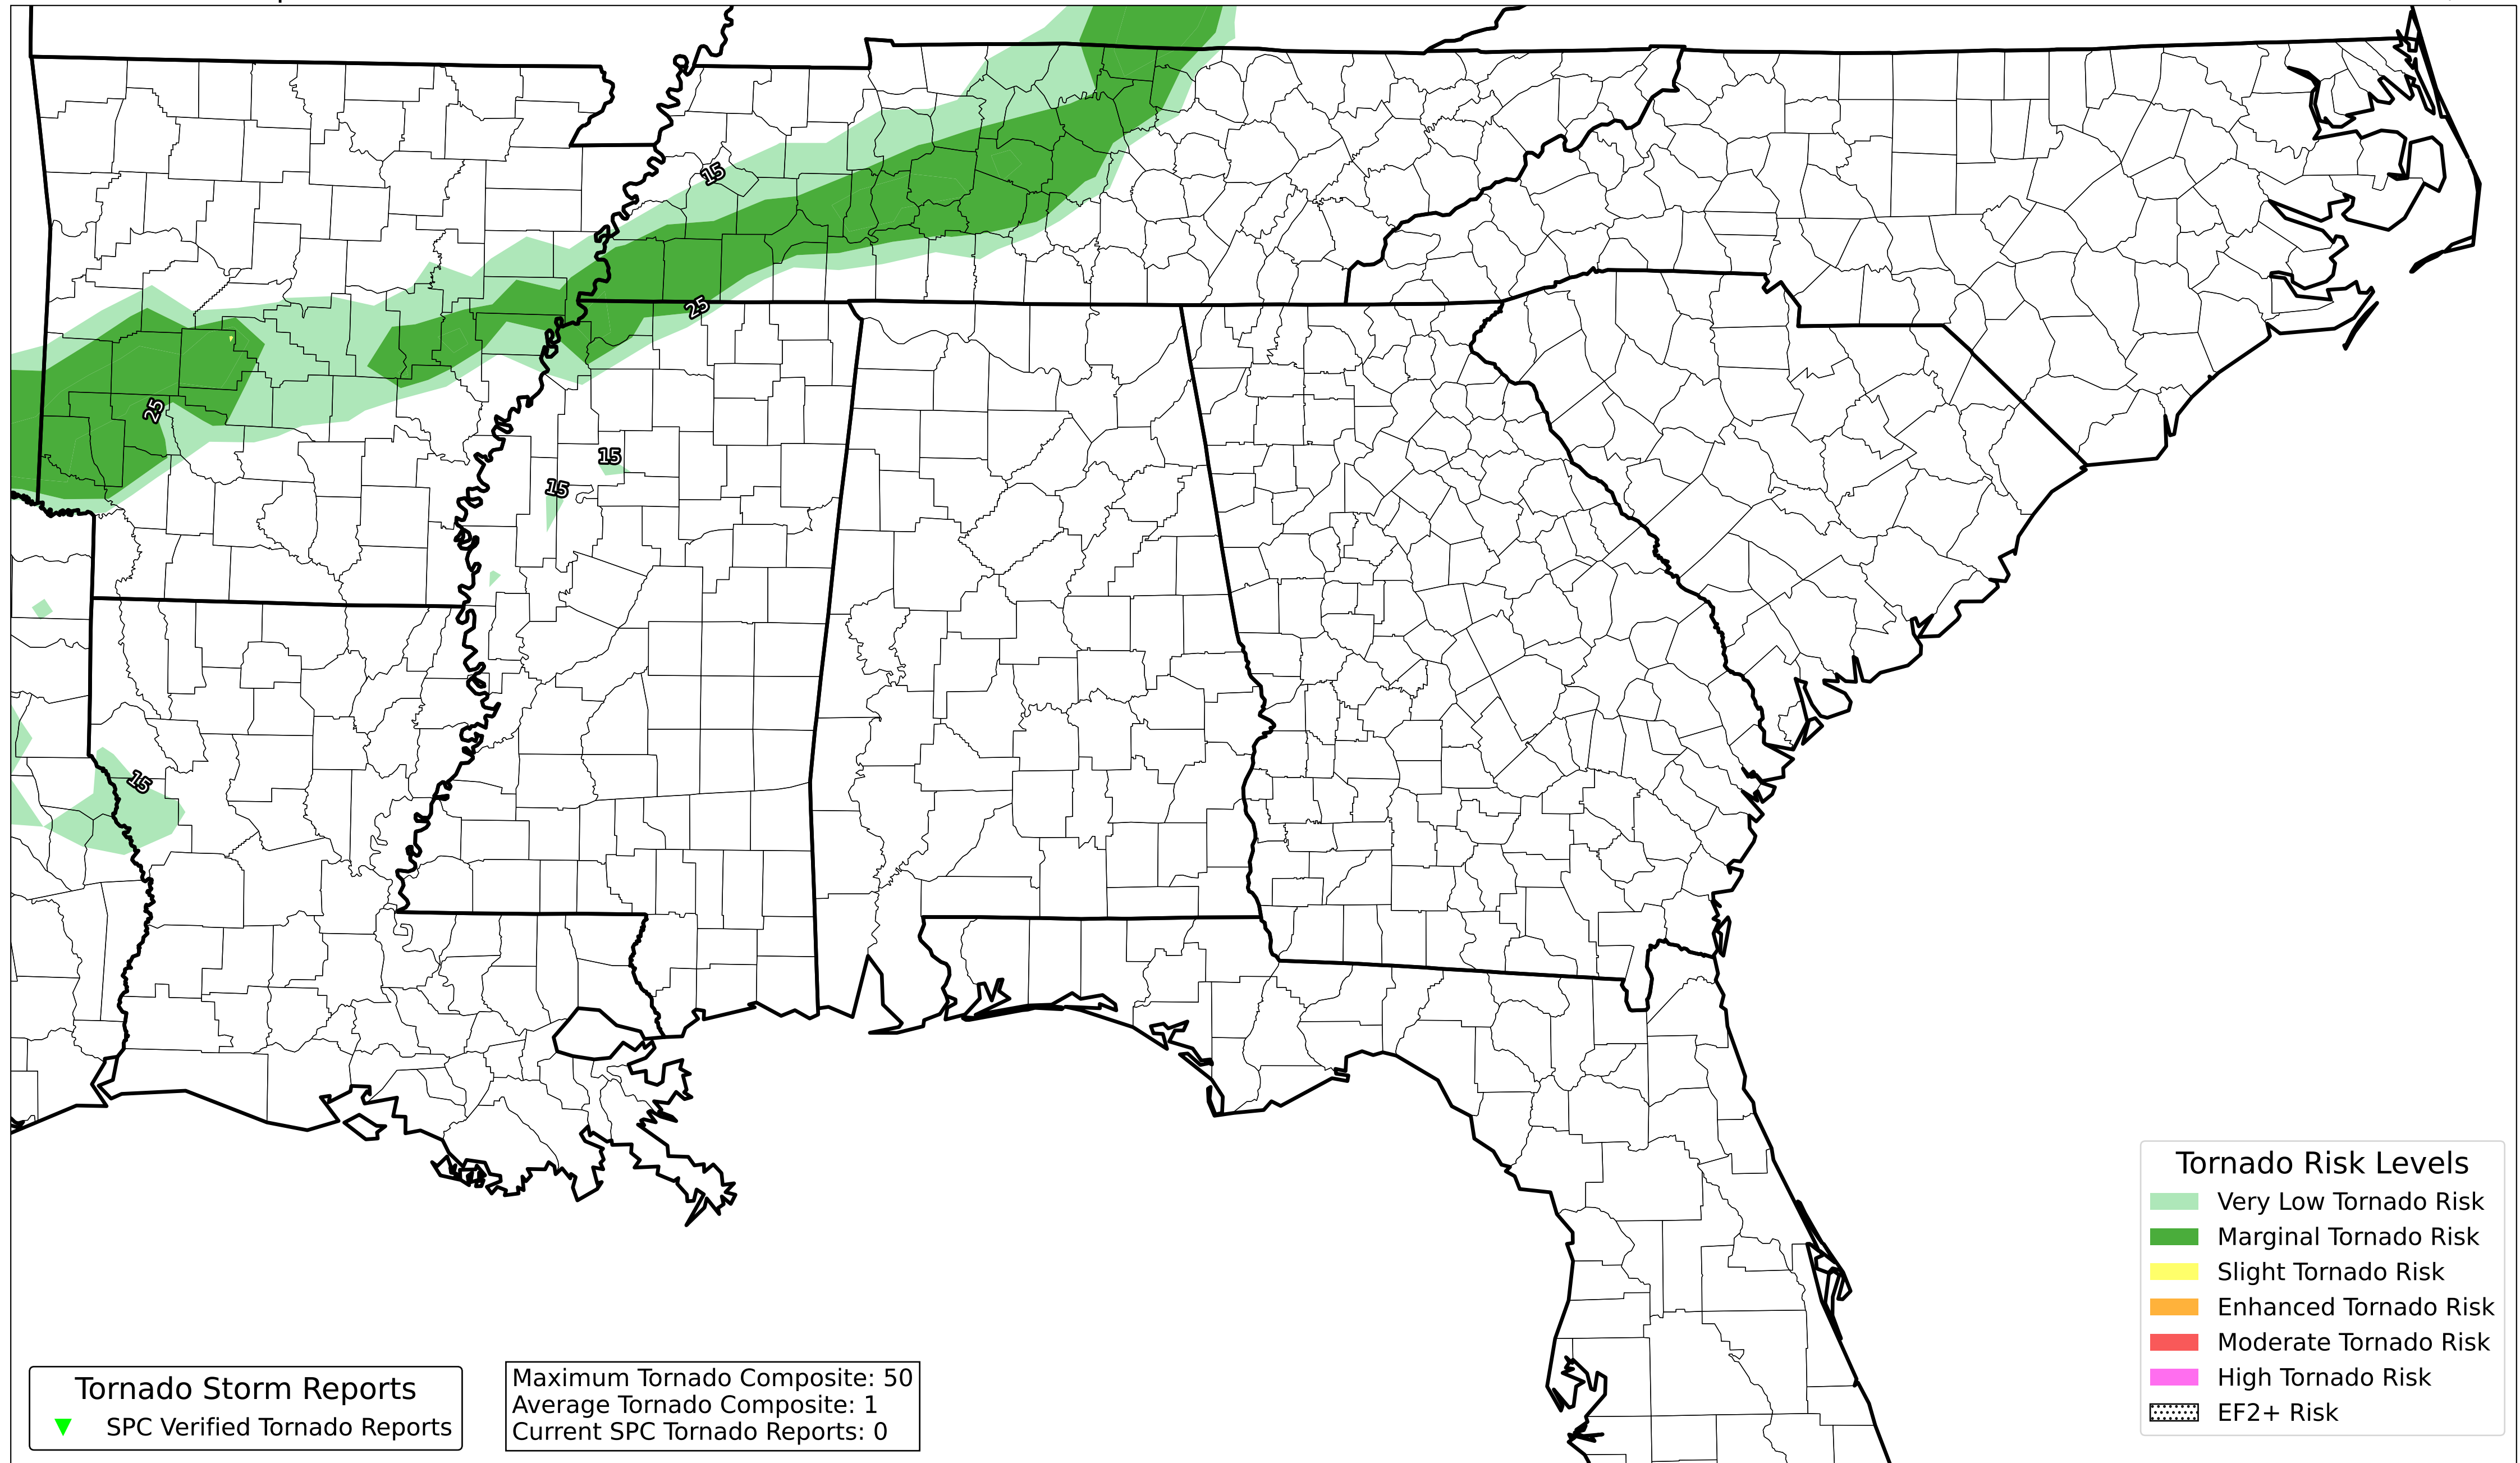 15
25
25
15
15
15
Tornado Risk Levels
Very Low Tornado Risk
Marginal Tornado Risk
Slight Tornado Risk
Enhanced Tornado Risk
Moderate Tornado Risk
High Tornado Risk
EF2+ Risk
Tornado Storm Reports
SPC Verified Tornado Reports
Maximum Tornado Composite: 50
Average Tornado Composite: 1
Current SPC Tornado Reports: 0